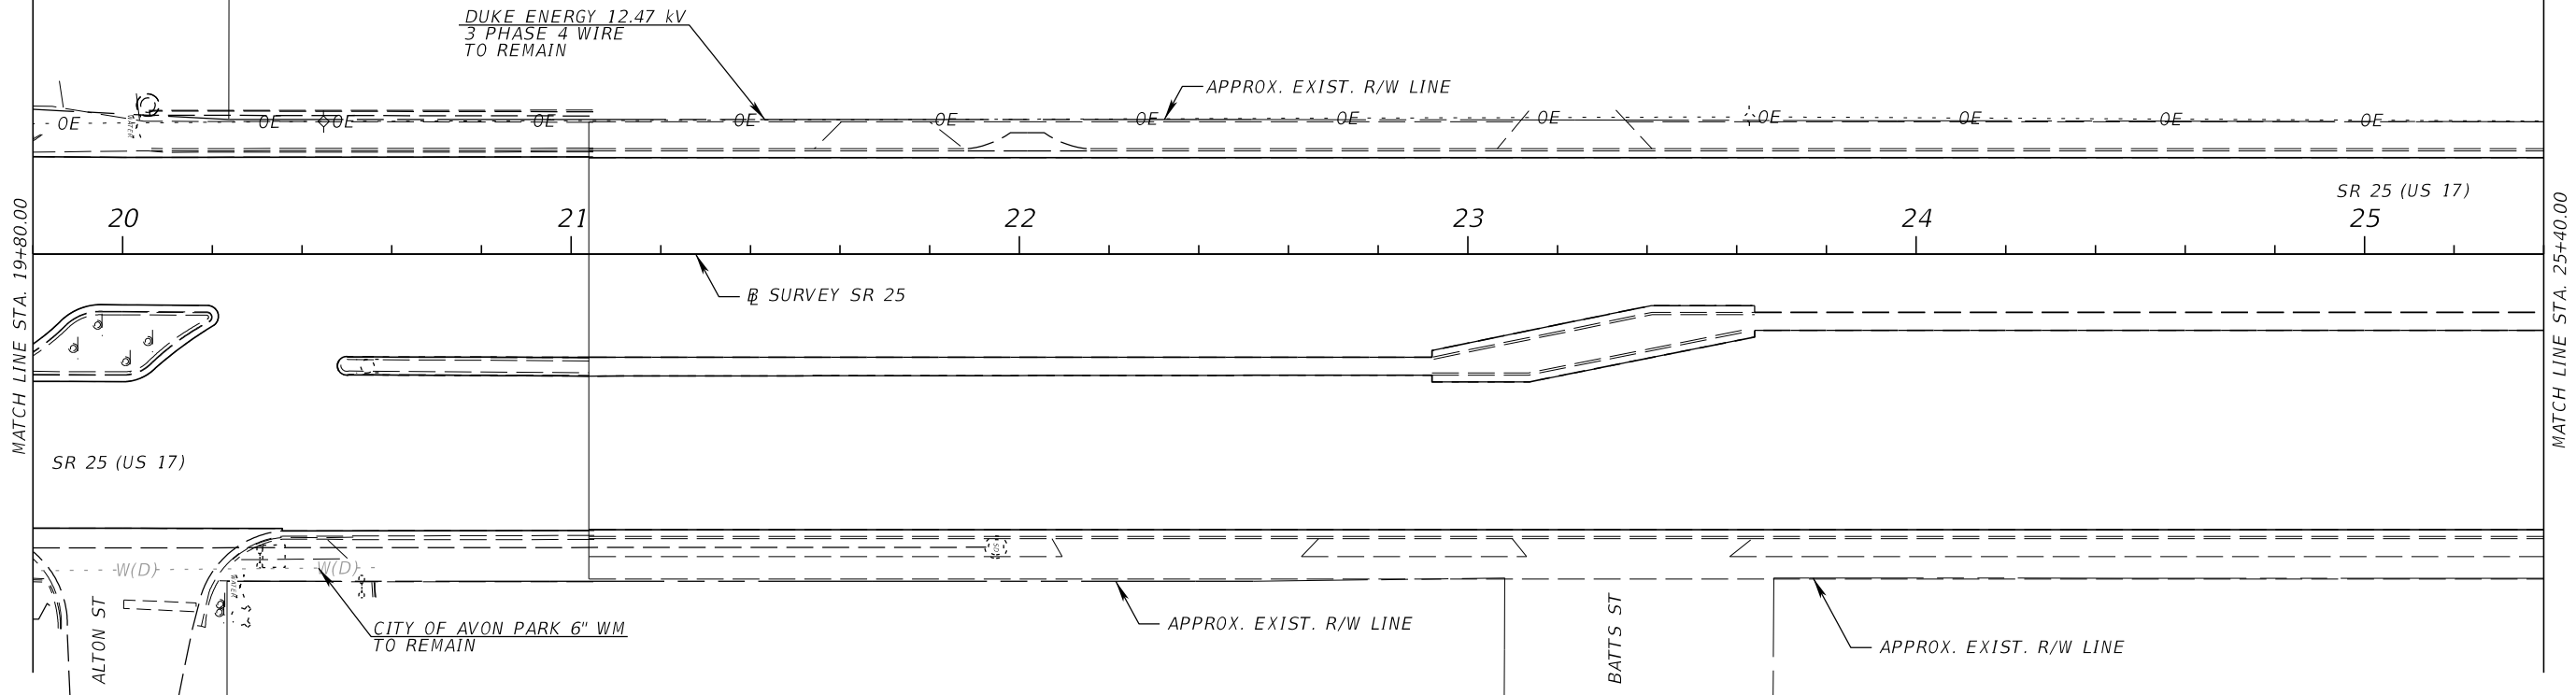 DUKE ENERGY 12.47 kV
3 PHASE 4 WIRE
TO REMAIN
APPROX. EXIST. R/W LINE
OE OE OE OE OE OE OE OE OE OE OE OE OE
WATER
SR 25 (US 17)
20 21 22 23 24 25
MATCH LINE STA. 19+80.00
MATCH LINE STA. 25+40.00
BL SURVEY SR 25
SR 25 (US 17)
W(D) W(D)
WATER
ALTON ST
CITY OF AVON PARK 6" WM
TO REMAIN
APPROX. EXIST. R/W LINE
BATTS ST
APPROX. EXIST. R/W LINE